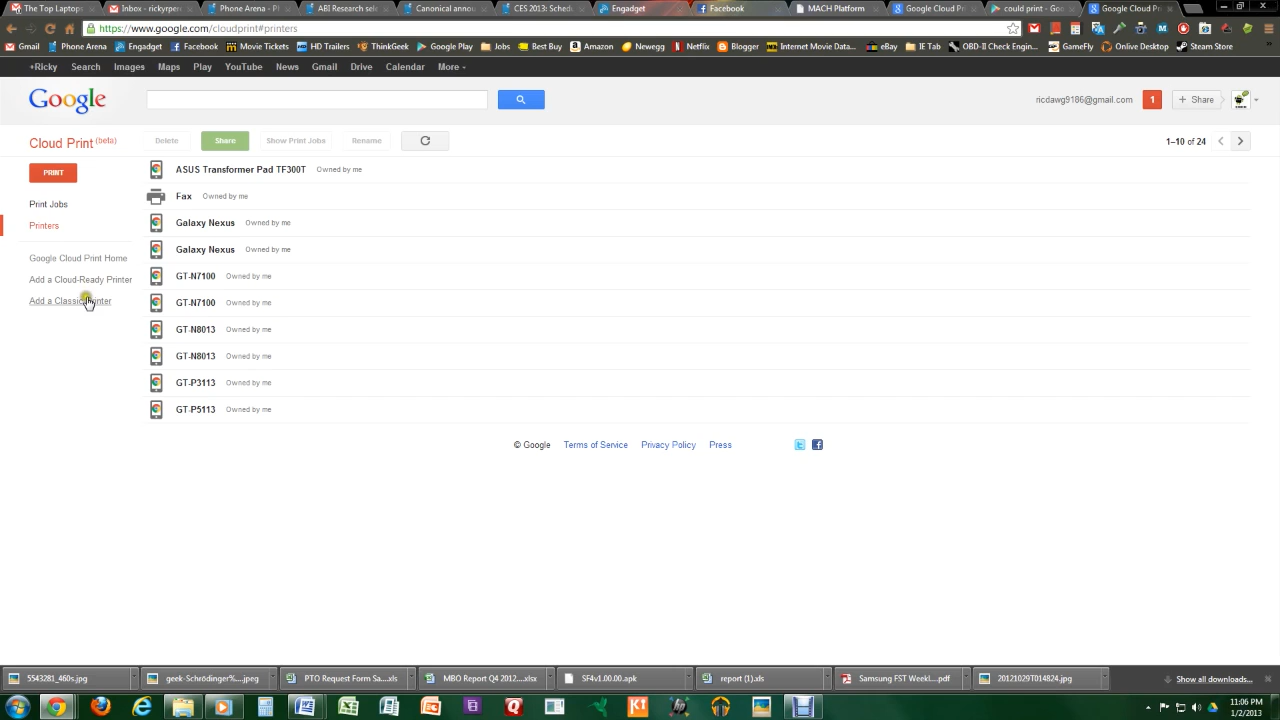 The Top Laptops
Inbox - rickyperr
Phone Arena - P
ABI Research sele
Canonical annou
CES 2013: Sched
Engadget
Facebook
MACH Platform
Google Cloud Pr
could print - Goo
Google Cloud Pr
https://www.google.com/cloudprint#printers
Gmail
Phone Arena
Engadget
Facebook
Movie Tickets
HD Trailers
ThinkGeek
Google Play
Jobs
Best Buy
Amazon
Newegg
Netflix
Blogger
Internet Movie Data...
eBay
IE Tab
OBD-II Check Engin...
GameFly
Onlive Desktop
Steam Store
+Ricky Search Images Maps Play YouTube News Gmail Drive Calendar More
Google
ricdawg9186@gmail.com 1 + Share
Cloud Print (beta)
Delete Share Show Print Jobs Rename
1–10 of 24
PRINT
Print Jobs
Printers
Google Cloud Print Home
Add a Cloud-Ready Printer
ASUS Transformer Pad TF300T Owned by me
Fax Owned by me
Galaxy Nexus Owned by me
Galaxy Nexus Owned by me
GT-N7100 Owned by me
GT-N7100 Owned by me
GT-N8013 Owned by me
GT-N8013 Owned by me
GT-P3113 Owned by me
GT-P5113 Owned by me
© Google Terms of Service Privacy Policy Press
5543281_460s.jpg
geek-Schrödinger%....jpeg
PTO Request Form Sa....xls
MBO Report Q4 2012....xlsx
SF4v1.00.00.apk
report (1).xls
Samsung FST Weekl....pdf
20121029T014824.jpg
Show all downloads...
11:06 PM
1/2/2013